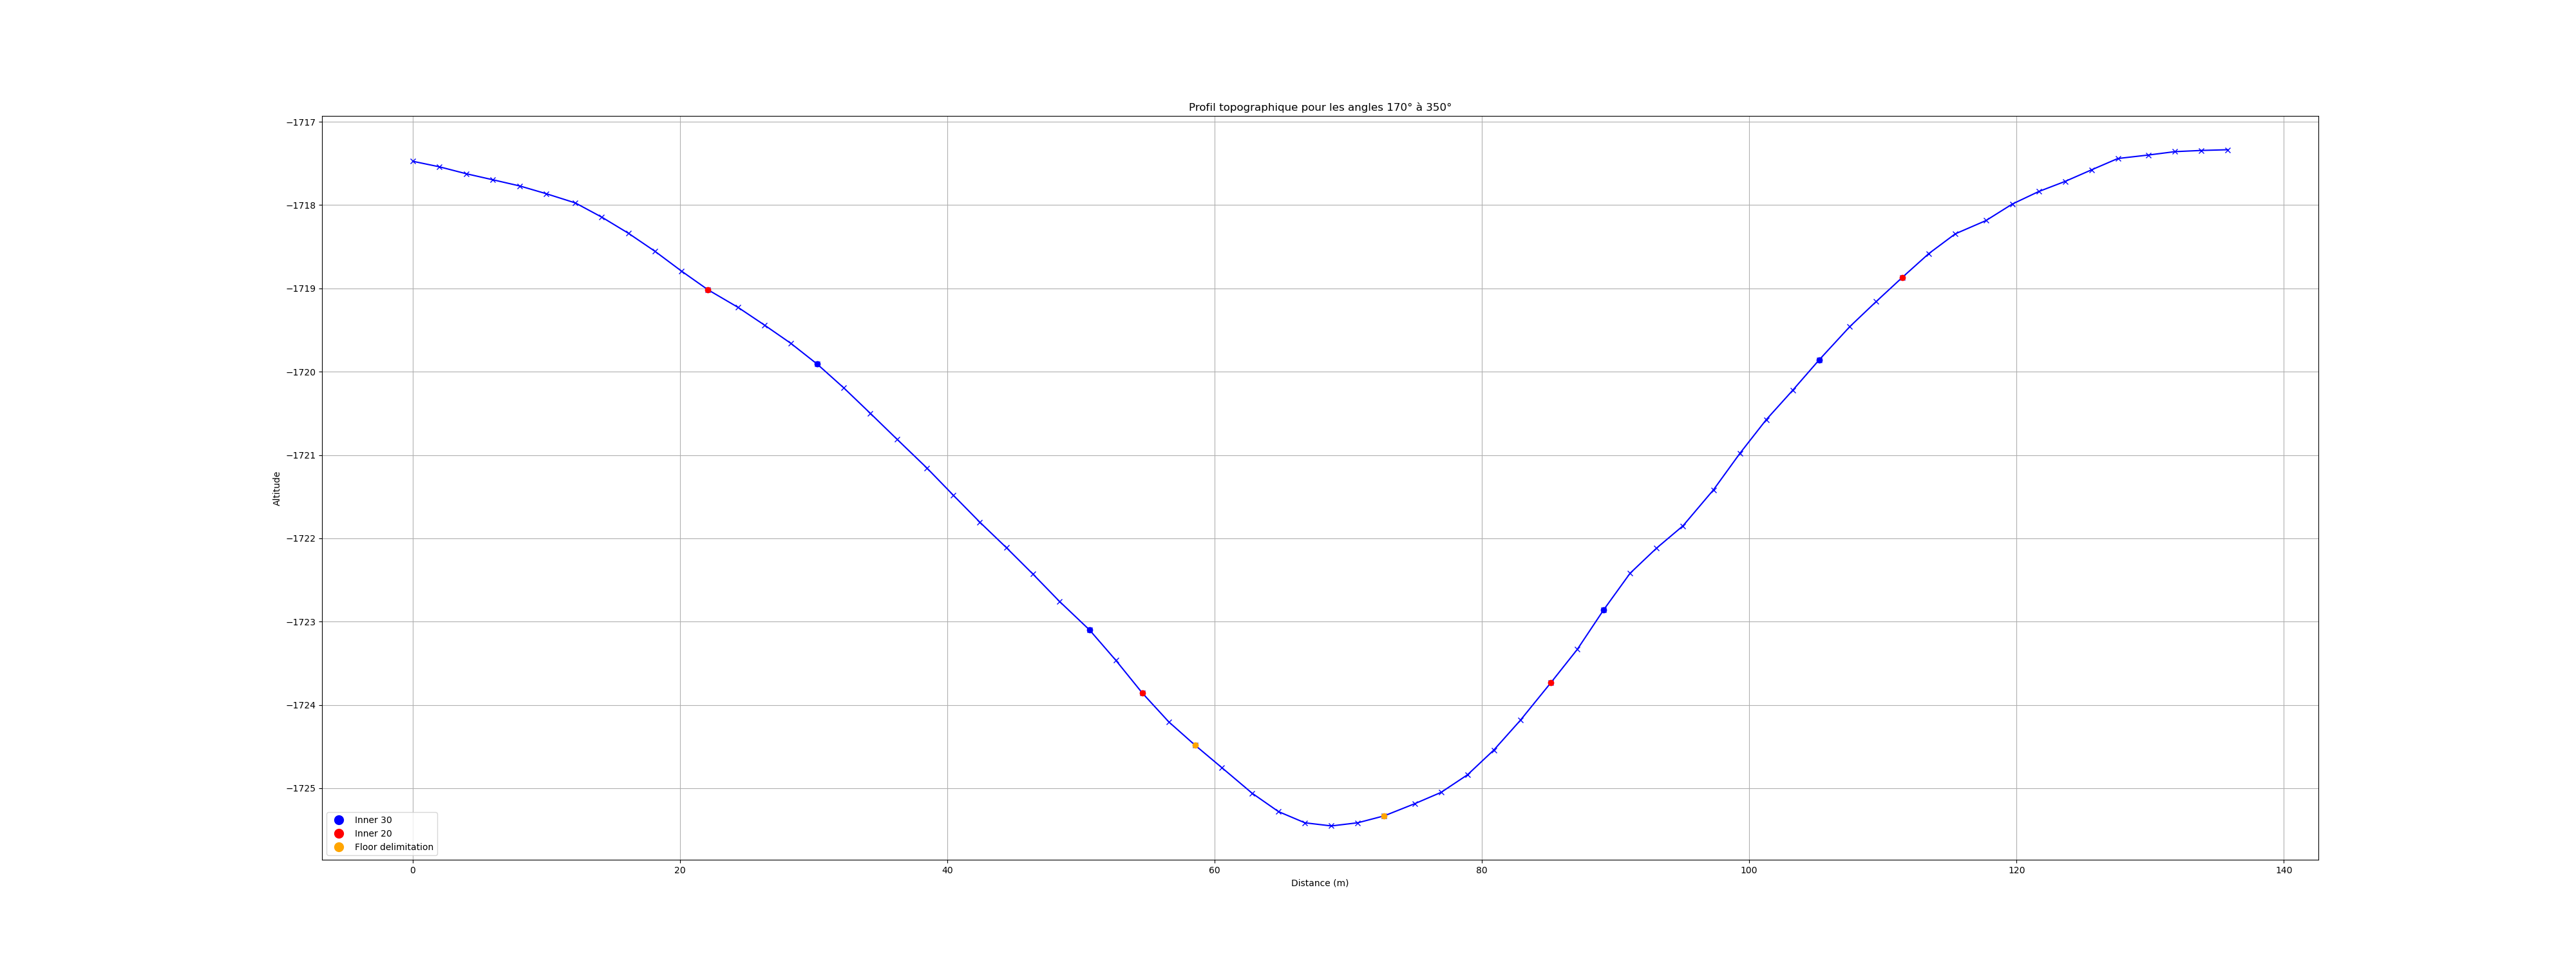 Profil topographique pour les angles 170° à 350°
−1717
−1718
−1719
−1720
−1721
−1722
−1723
−1724
−1725
Altitude
Inner 30
Inner 20
Floor delimitation
0 20 40 60 80 100 120 140
Distance (m)